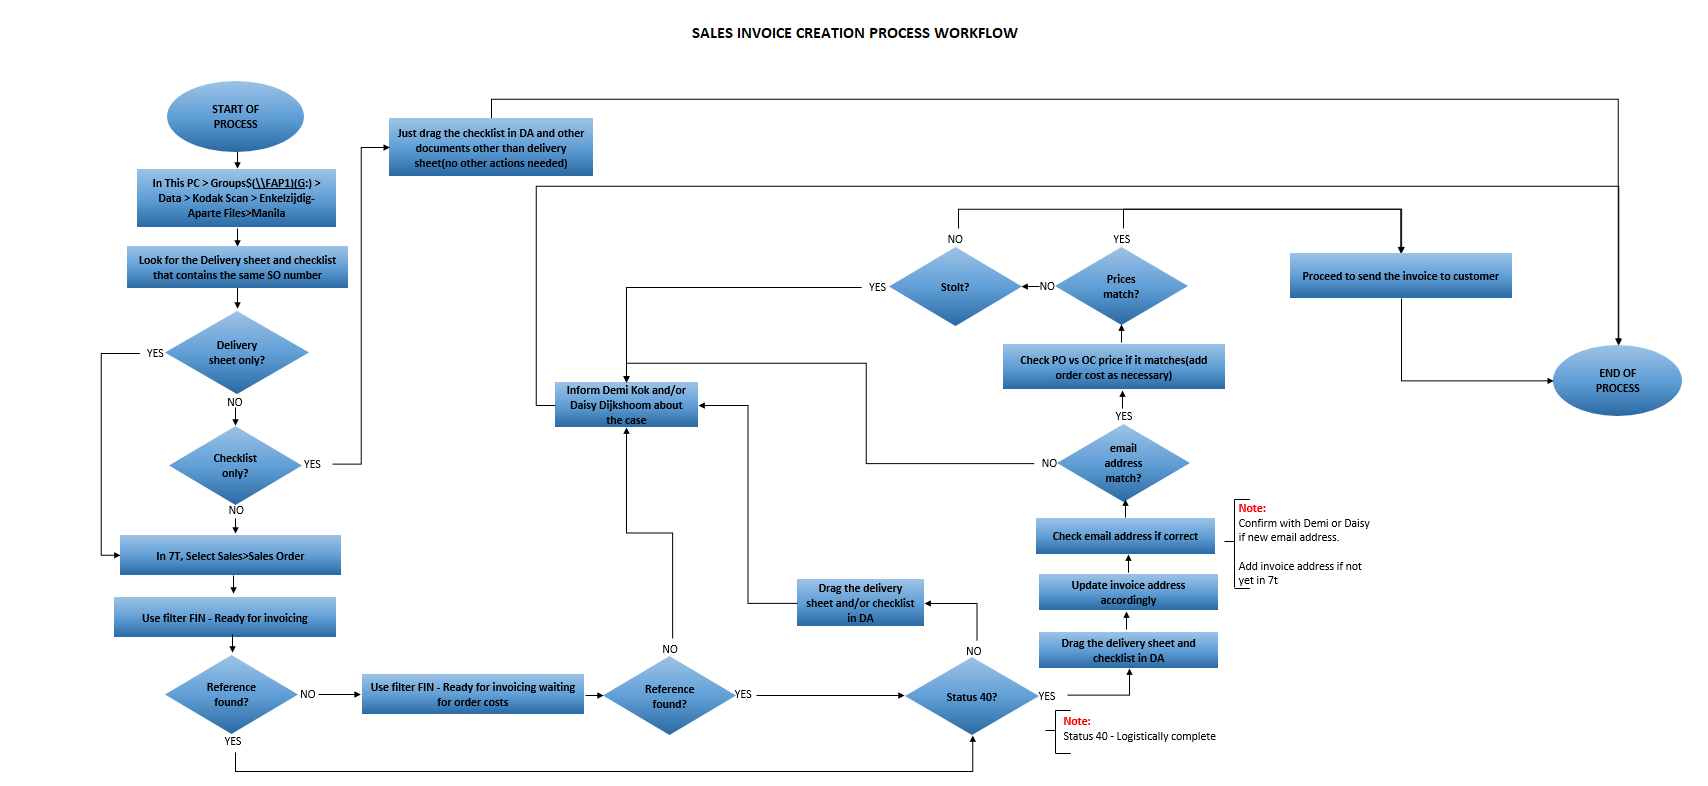 SALES INVOICE CREATION PROCESS WORKFLOW
START OF
PROCESS
In This PC > Groups$(\\FAP1)(G:) >
Data > Kodak Scan > Enkelzijdig-
Aparte Files>Manila
Look for the Delivery sheet and checklist
that contains the same SO number
Delivery
sheet only?
YES
NO
Checklist
only?
YES
NO
Just drag the checklist in DA and other
documents other than delivery
sheet(no other actions needed)
In 7T, Select Sales>Sales Order
Use filter FIN - Ready for invoicing
Reference
found?
NO
YES
Use filter FIN - Ready for invoicing waiting
for order costs
Reference
found?
NO
YES
Status 40?
NO
YES
Note:
Status 40 - Logistically complete
Drag the delivery
sheet and/or checklist
in DA
Inform Demi Kok and/or
Daisy Dijkshoom about
the case
Drag the delivery sheet and
checklist in DA
Update invoice address
accordingly
Check email address if correct
Note:
Confirm with Demi or Daisy
if new email address.
Add invoice address if not
yet in 7t
email
address
match?
NO
YES
Check PO vs OC price if it matches(add
order cost as necessary)
Prices
match?
YES
NO
Stolt?
NO
YES
Proceed to send the invoice to customer
END OF
PROCESS